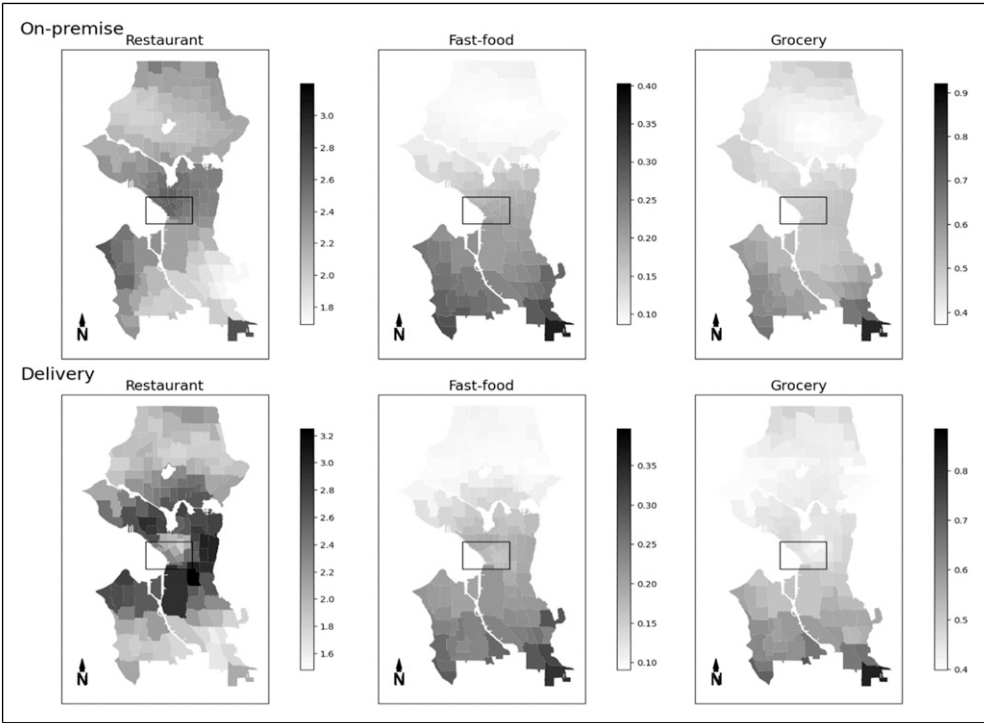 On-premise
Restaurant
3.0
2.8
2.6
2.4
2.2
2.0
1.8
N
Fast-food
0.40
0.35
0.30
0.25
0.20
0.15
0.10
N
Grocery
0.9
0.8
0.7
0.6
0.5
0.4
N
Delivery
Restaurant
3.2
3.0
2.8
2.6
2.4
2.2
2.0
1.8
1.6
N
Fast-food
0.35
0.30
0.25
0.20
0.15
0.10
N
Grocery
0.8
0.7
0.6
0.5
0.4
N